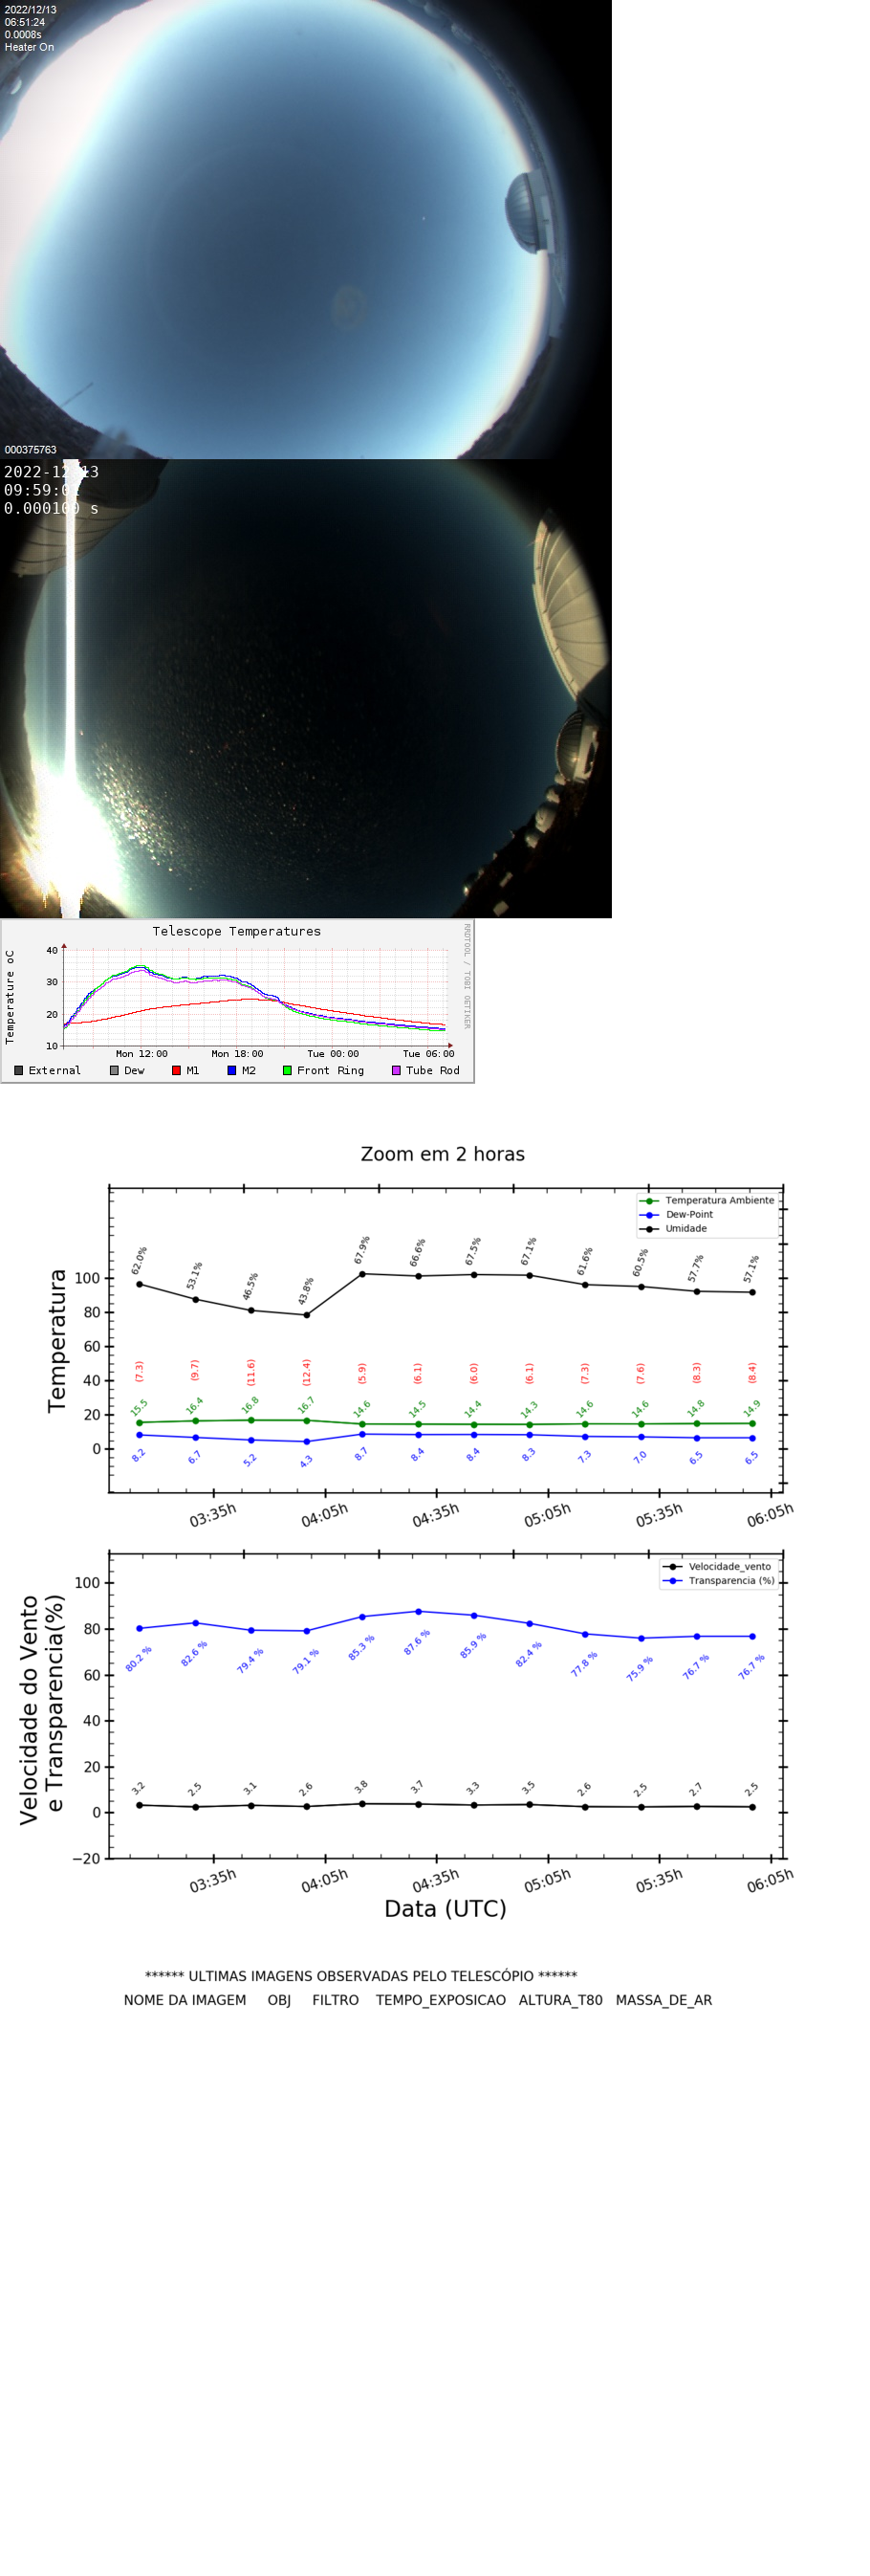 2022/12/13
06:51:24
0.0008s
Heater On
000375763
2022-12-13
09:59:0
0.000100 s
Telescope Temperatures
RRDTOOL / TOBI OETIKER
Temperature oC
40
30
20
10
Mon 12:00 Mon 18:00 Tue 00:00 Tue 06:00
External Dew M1 M2 Front Ring Tube Rod
Zoom em 2 horas
Temperatura Ambiente
Dew-Point
Umidade
Temperatura
100
80
60
40
20
0
62.0% 53.1% 46.5% 43.8% 67.9% 66.6% 67.5% 67.1% 61.6% 60.5% 57.7% 57.1%
(7.3) (9.7) (11.6) (12.4) (5.9) (6.1) (6.0) (6.1) (7.3) (7.6) (8.3) (8.4)
15.5 16.4 16.8 16.7 14.6 14.5 14.4 14.3 14.6 14.6 14.8 14.9
8.2 6.7 5.2 4.3 8.7 8.4 8.4 8.3 7.3 7.0 6.5 6.5
03:35h 04:05h 04:35h 05:05h 05:35h 06:05h
Velocidade_vento
Transparencia (%)
Velocidade do Vento
e Transparencia(%)
100
80
60
40
20
0
−20
80.2 % 82.6 % 79.4 % 79.1 % 85.3 % 87.6 % 85.9 % 82.4 % 77.8 % 75.9 % 76.7 % 76.7 %
3.2 2.5 3.1 2.6 3.8 3.7 3.3 3.5 2.6 2.5 2.7 2.5
03:35h 04:05h 04:35h 05:05h 05:35h 06:05h
Data (UTC)
****** ULTIMAS IMAGENS OBSERVADAS PELO TELESCÓPIO ******
NOME DA IMAGEM OBJ FILTRO TEMPO_EXPOSICAO ALTURA_T80 MASSA_DE_AR